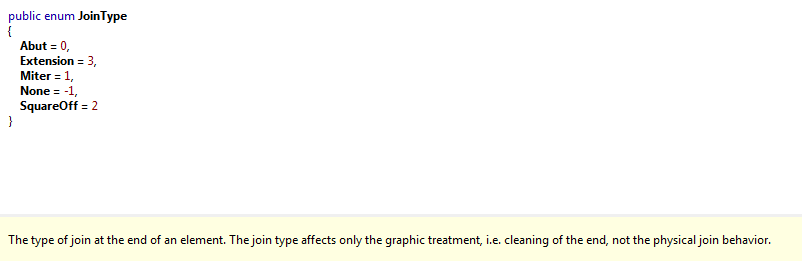 public enum JoinType
{
Abut = 0,
Extension = 3,
Miter = 1,
None = -1,
SquareOff = 2
}
The type of join at the end of an element. The join type affects only the graphic treatment, i.e. cleaning of the end, not the physical join behavior.